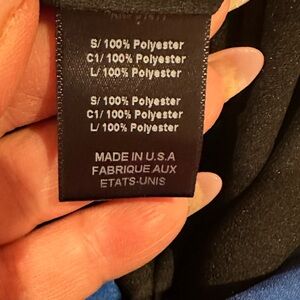 S/ 100% Polyester
C1/ 100% Polyester
L/ 100% Polyester
S/ 100% Polyester
C1/ 100% Polyester
L/ 100% Polyester
MADE IN U.S.A
FABRIQUE AUX
ETATS-UNIS